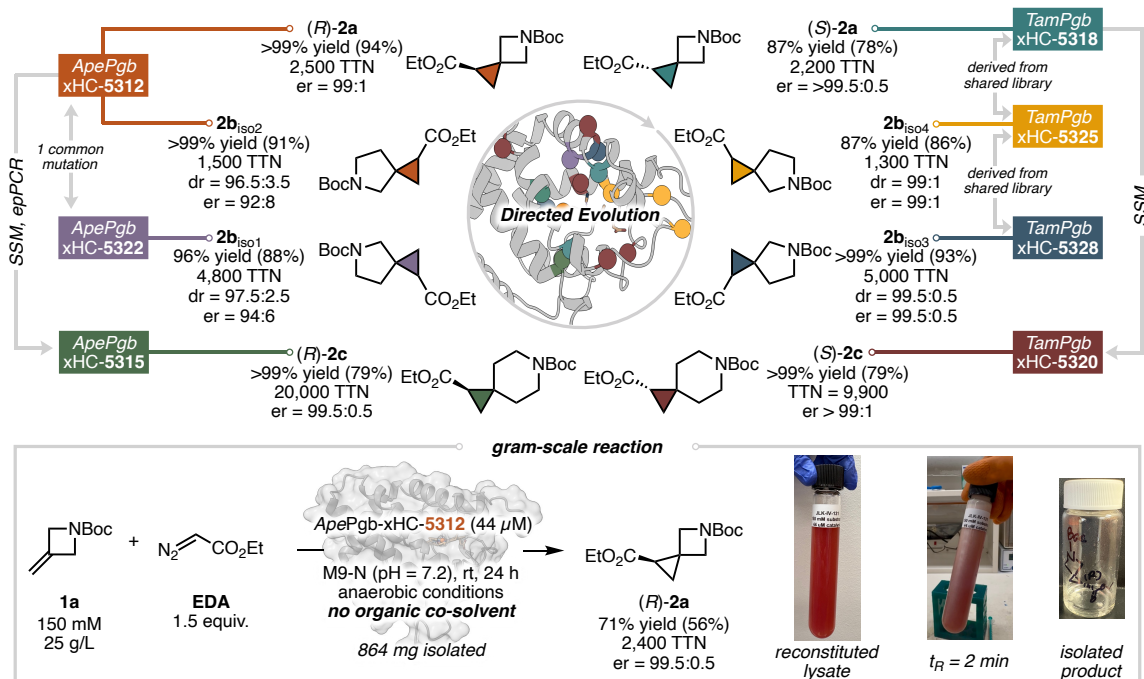 ApePgb
xHC-5312
(R)-2a
>99% yield (94%)
2,500 TTN
er = 99:1
EtO₂C
NBoc
EtO₂C
NBoc
(S)-2a
87% yield (78%)
2,200 TTN
er = >99.5:0.5
TamPgb
xHC-5318
SSM, epPCR
1 common
mutation
2biso2
>99% yield (91%)
1,500 TTN
dr = 96.5:3.5
er = 92:8
CO₂Et
BocN
Directed Evolution
EtO₂C
NBoc
2biso4
87% yield (86%)
1,300 TTN
dr = 99:1
er = 99:1
derived from
shared library
TamPgb
xHC-5325
derived from
shared library
SSM
ApePgb
xHC-5322
2biso1
96% yield (88%)
4,800 TTN
dr = 97.5:2.5
er = 94:6
BocN
CO₂Et
NBoc
EtO₂C
2biso3
>99% yield (93%)
5,000 TTN
dr = 99.5:0.5
er = 99.5:0.5
TamPgb
xHC-5328
ApePgb
xHC-5315
(R)-2c
>99% yield (79%)
20,000 TTN
er = 99.5:0.5
EtO₂C
NBoc
EtO₂C
NBoc
(S)-2c
>99% yield (79%)
TTN = 9,900
er > 99:1
TamPgb
xHC-5320
gram-scale reaction
NBoc
1a
150 mM
25 g/L
+
N₂
CO₂Et
EDA
1.5 equiv.
ApePgb-xHC-5312 (44 µM)
M9-N (pH = 7.2), rt, 24 h
anaerobic conditions
no organic co-solvent
864 mg isolated
EtO₂C
NBoc
(R)-2a
71% yield (56%)
2,400 TTN
er = 99.5:0.5
reconstituted
lysate
tR = 2 min
isolated
product